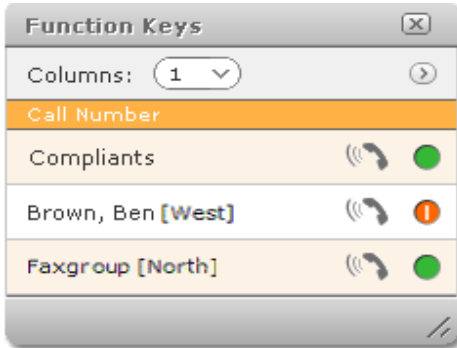 Function Keys
Columns: 1
Call Number
Compliants
Brown, Ben [West]
Faxgroup [North]